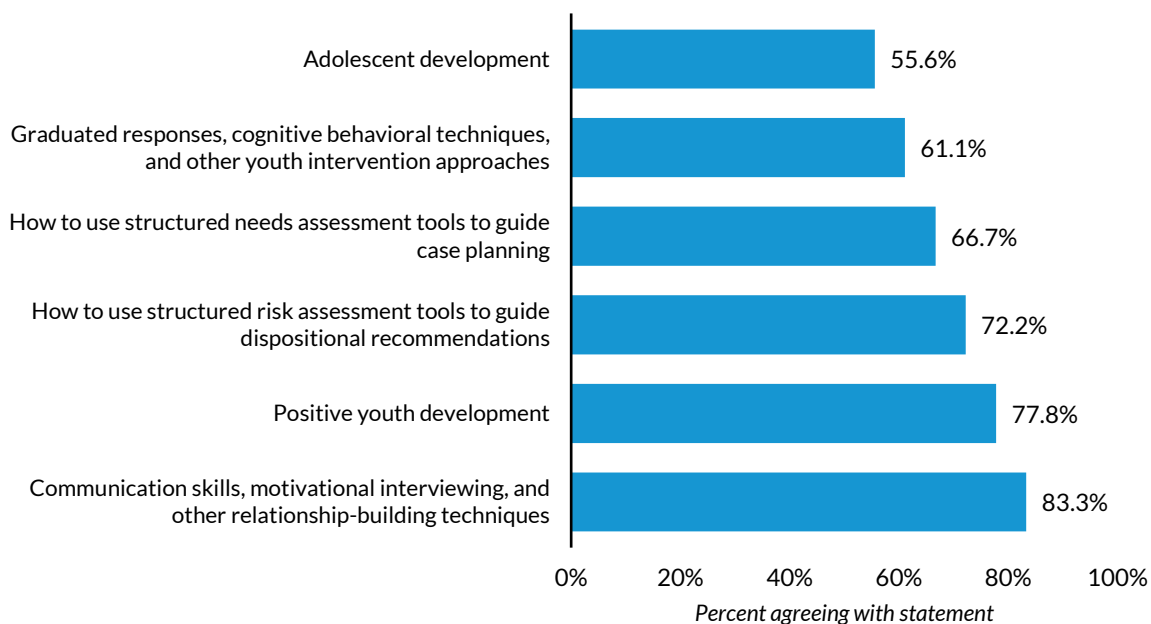 Adolescent development
55.6%
Graduated responses, cognitive behavioral techniques,
and other youth intervention approaches
61.1%
How to use structured needs assessment tools to guide
case planning
66.7%
How to use structured risk assessment tools to guide
dispositional recommendations
72.2%
Positive youth development
77.8%
Communication skills, motivational interviewing, and
other relationship-building techniques
83.3%
0% 20% 40% 60% 80% 100%
Percent agreeing with statement